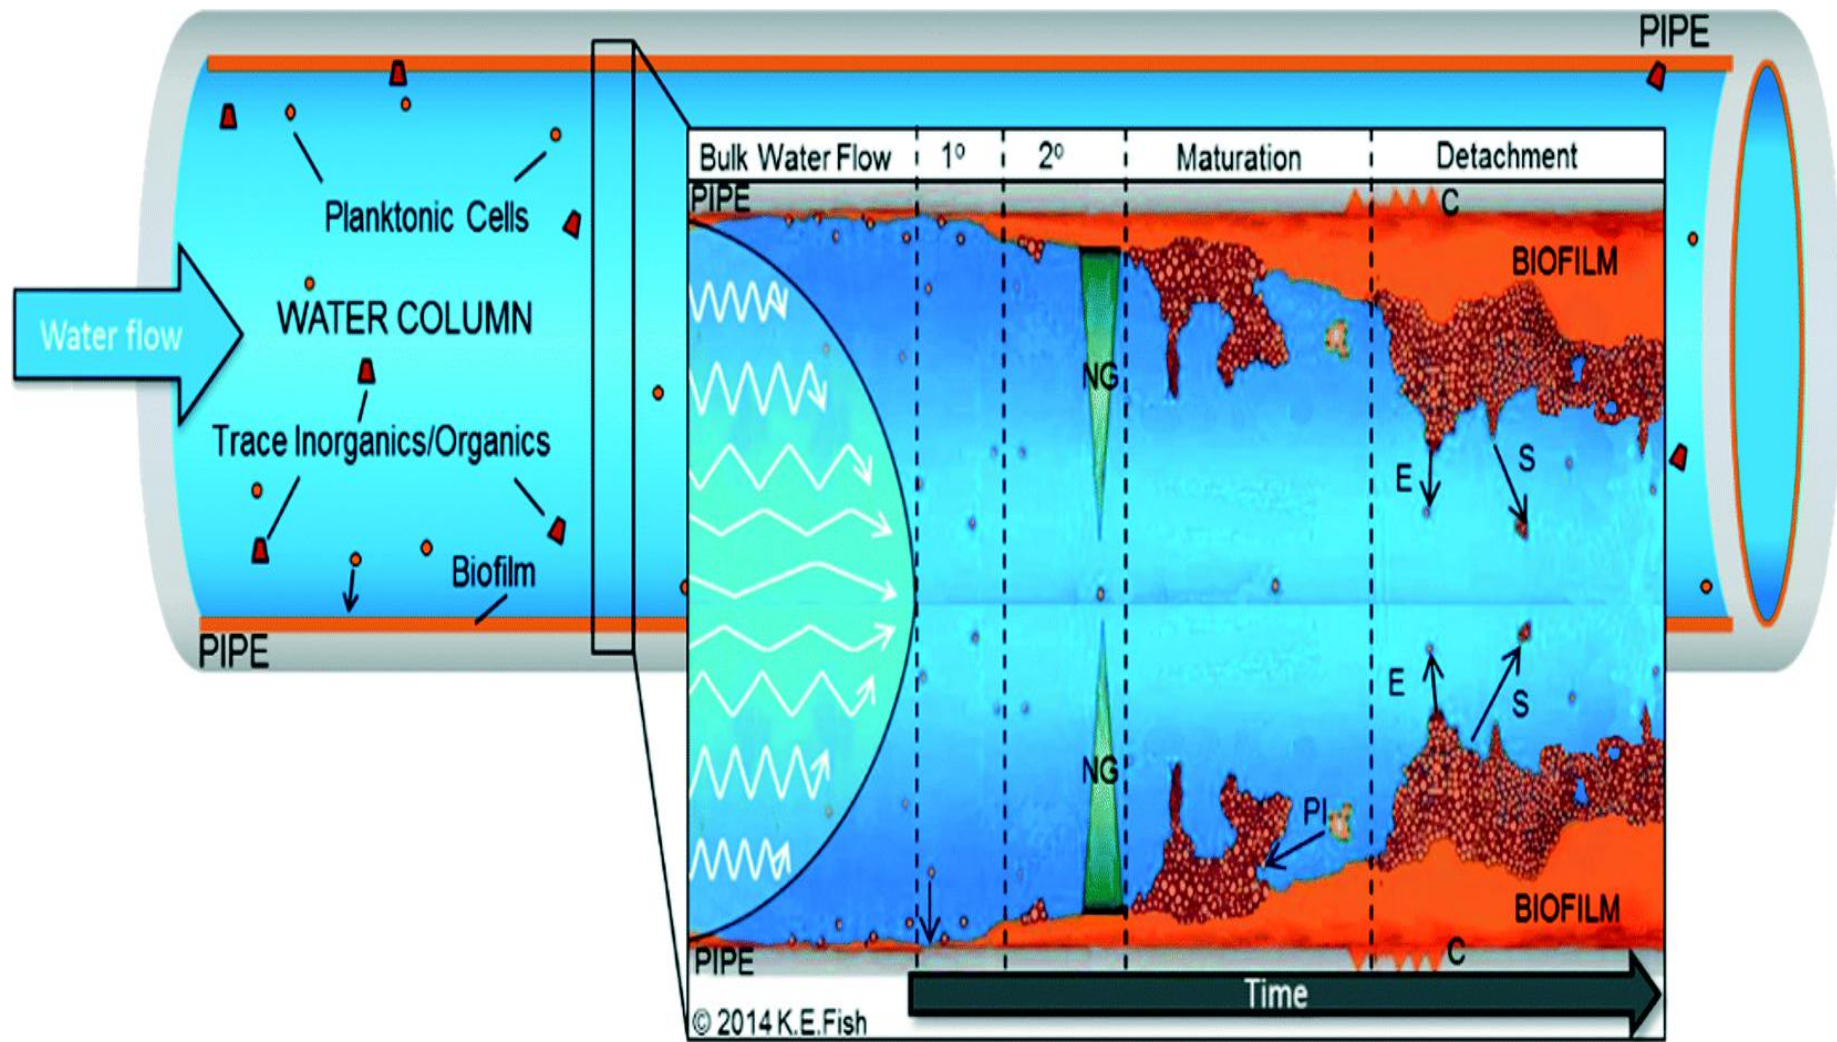 PIPE
Bulk Water Flow 1º 2º Maturation Detachment
PIPE
C
Planktonic Cells
BIOFILM
WATER COLUMN
Water flow
NG
Trace Inorganics/Organics
E
S
Biofilm
PIPE
E
S
NG
PI
BIOFILM
C
PIPE
Time
© 2014 K.E.Fish